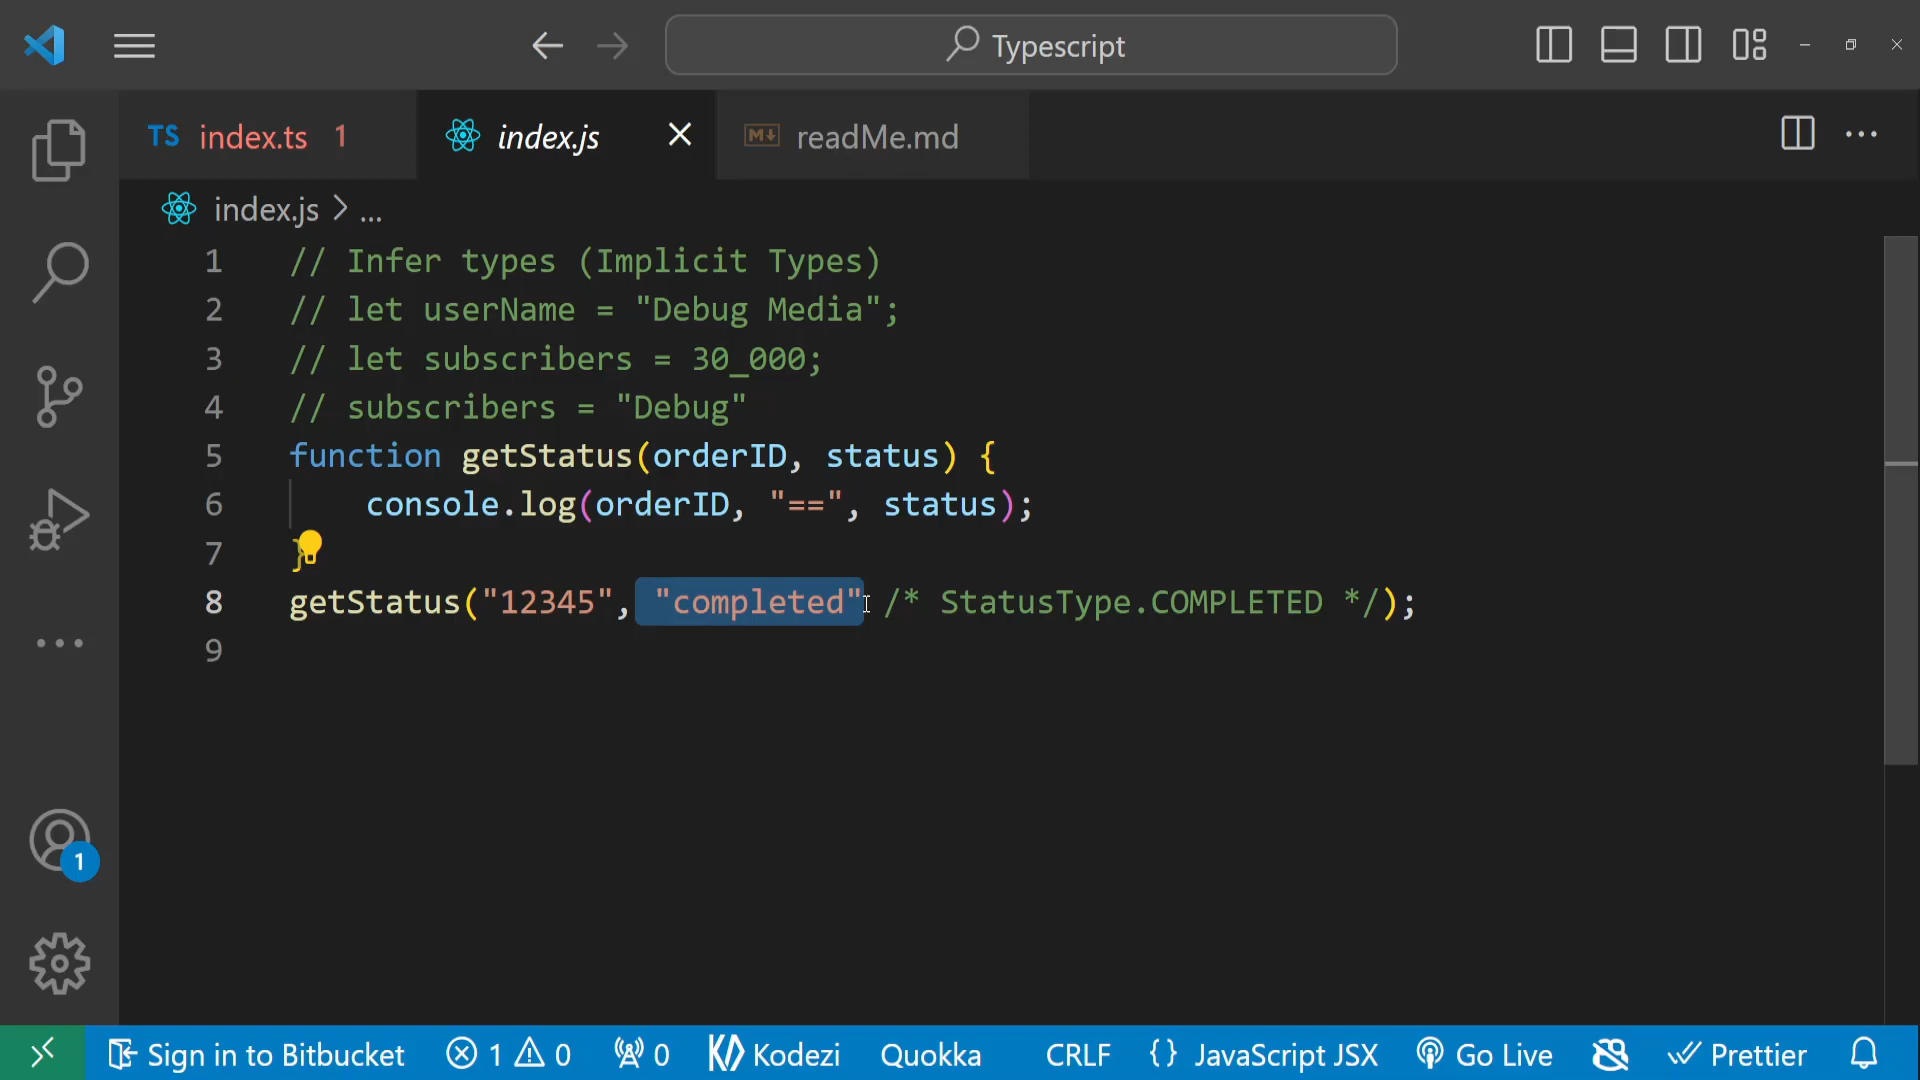 Typescript
TS index.ts 1
index.js
readMe.md
index.js > ...
1 // Infer types (Implicit Types)
2 // let userName = "Debug Media";
3 // let subscribers = 30_000;
4 // subscribers = "Debug"
5 function getStatus(orderID, status) {
6 console.log(orderID, "==", status);
7 }
8 getStatus("12345", "completed" /* StatusType.COMPLETED */);
9
1
Sign in to Bitbucket 1 0 0 Kodezi Quokka CRLF {} JavaScript JSX Go Live Prettier